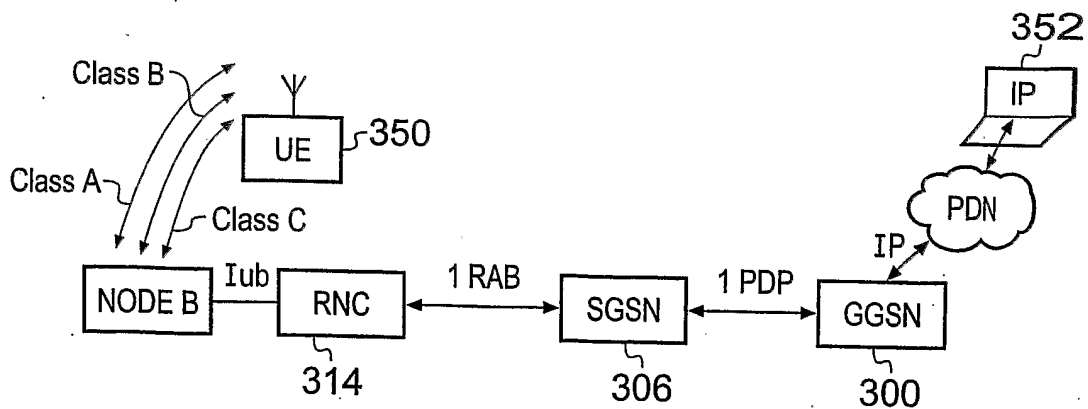 352
Class B
IP
UE
350
Class A
PDN
Class C
IP
NODE B
Iub
RNC
1 RAB
SGSN
1 PDP
GGSN
314
306
300